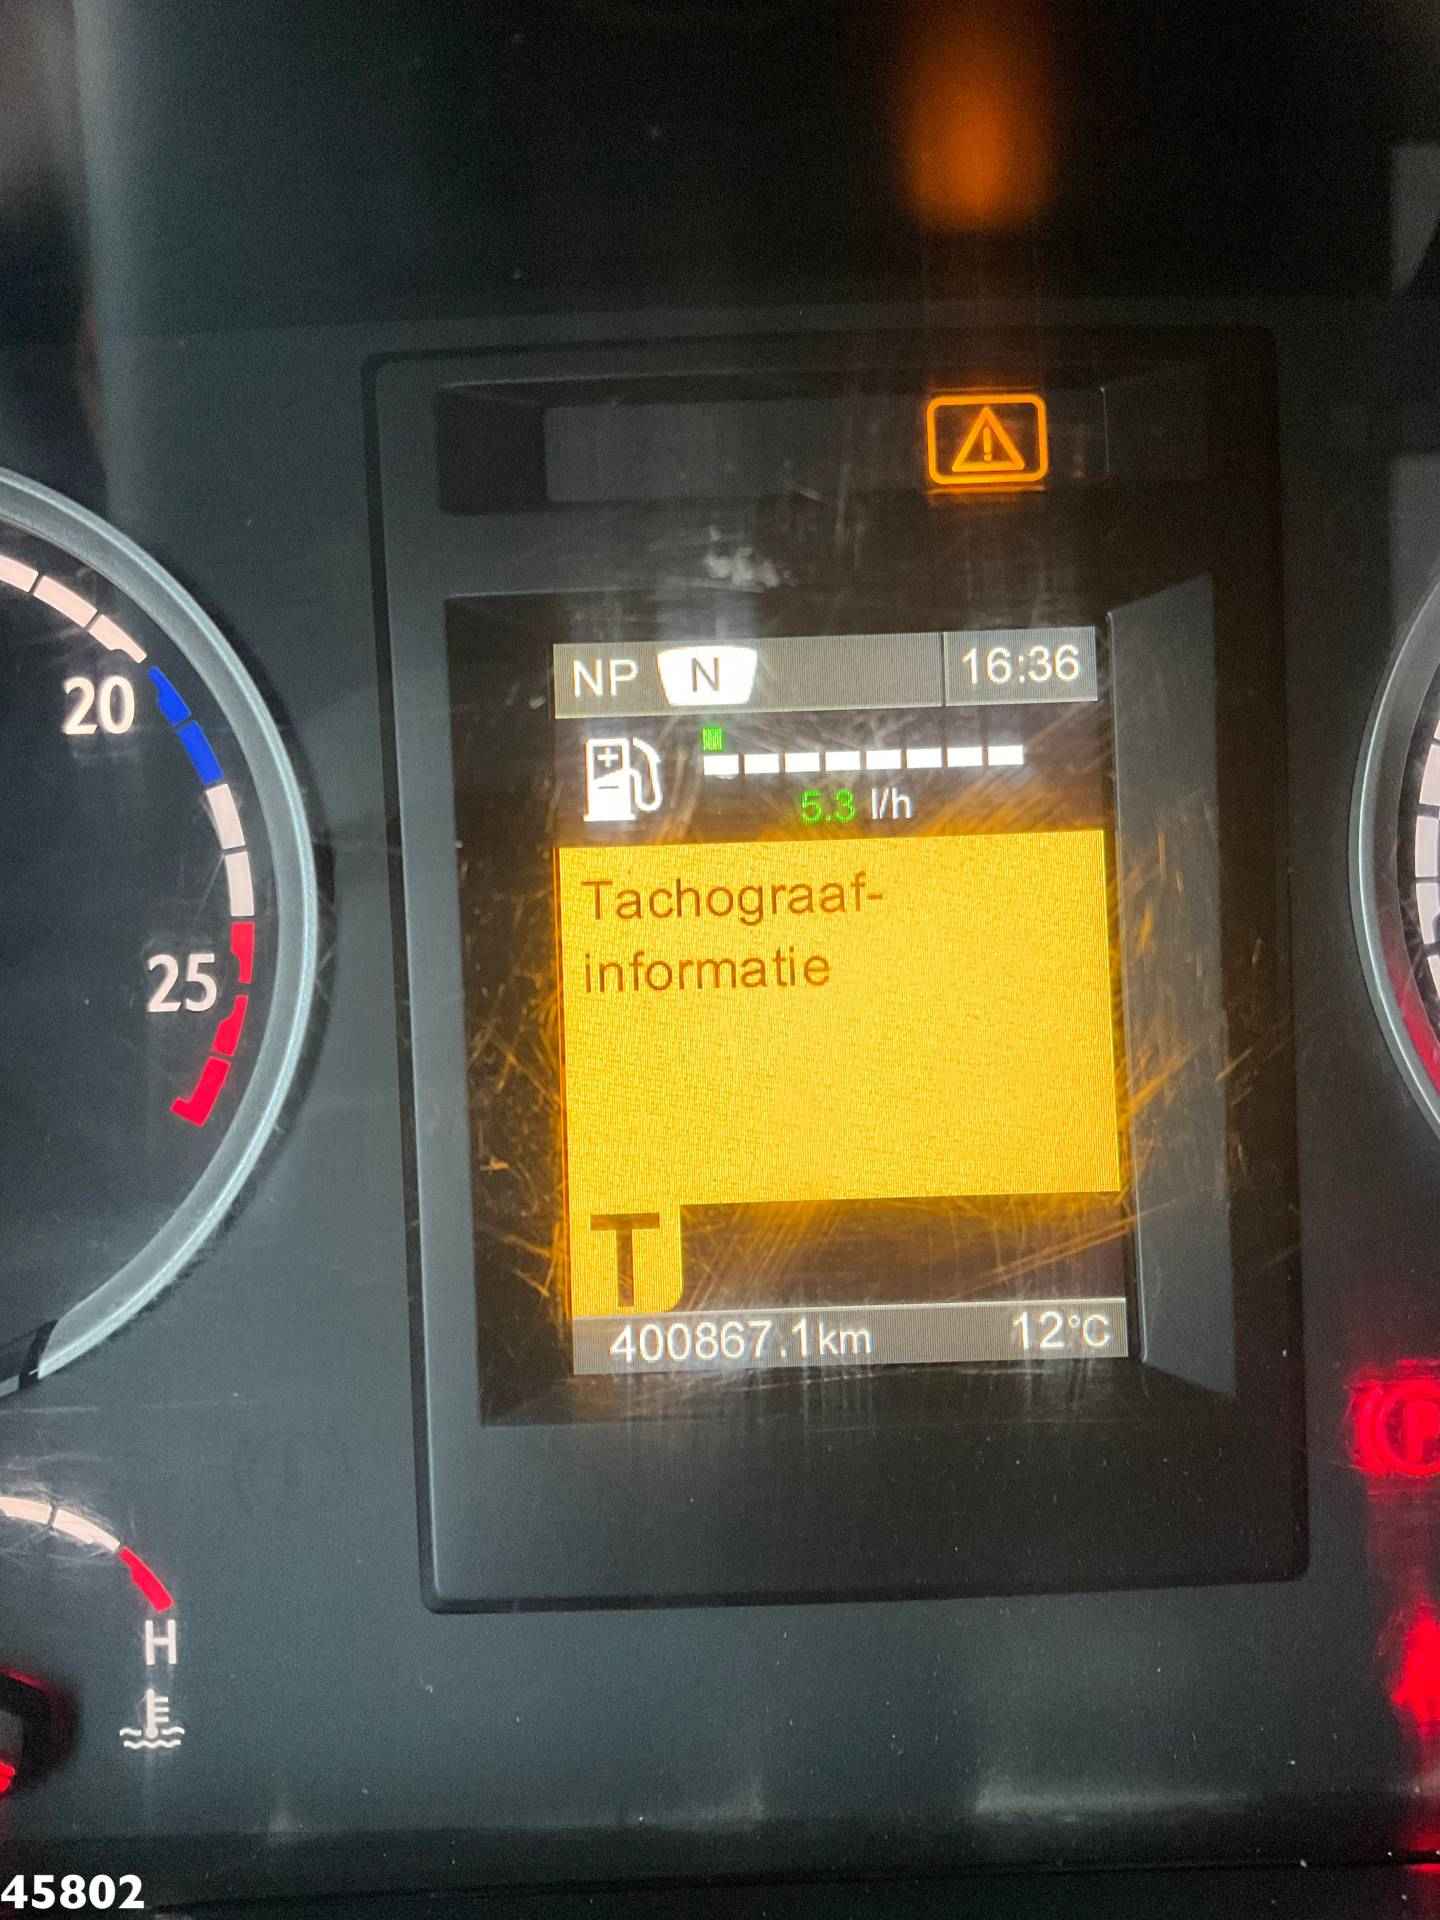 NP N 16:36
5.3 l/h
Tachograaf-
informatie
T
400867.1km 12°C
20
25
H
P
45802